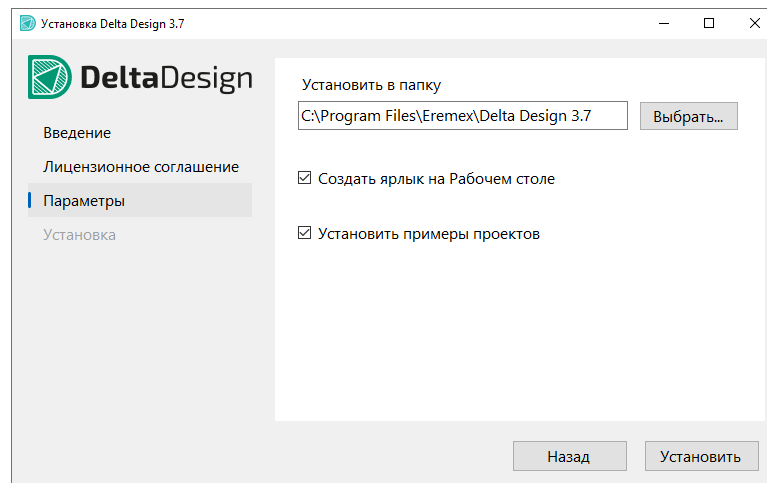 Установка Delta Design 3.7
DeltaDesign
Введение
Лицензионное соглашение
Параметры
Установка
Установить в папку
C:\Program Files\Eremex\Delta Design 3.7
Выбрать...
Создать ярлык на Рабочем столе
Установить примеры проектов
Назад
Установить